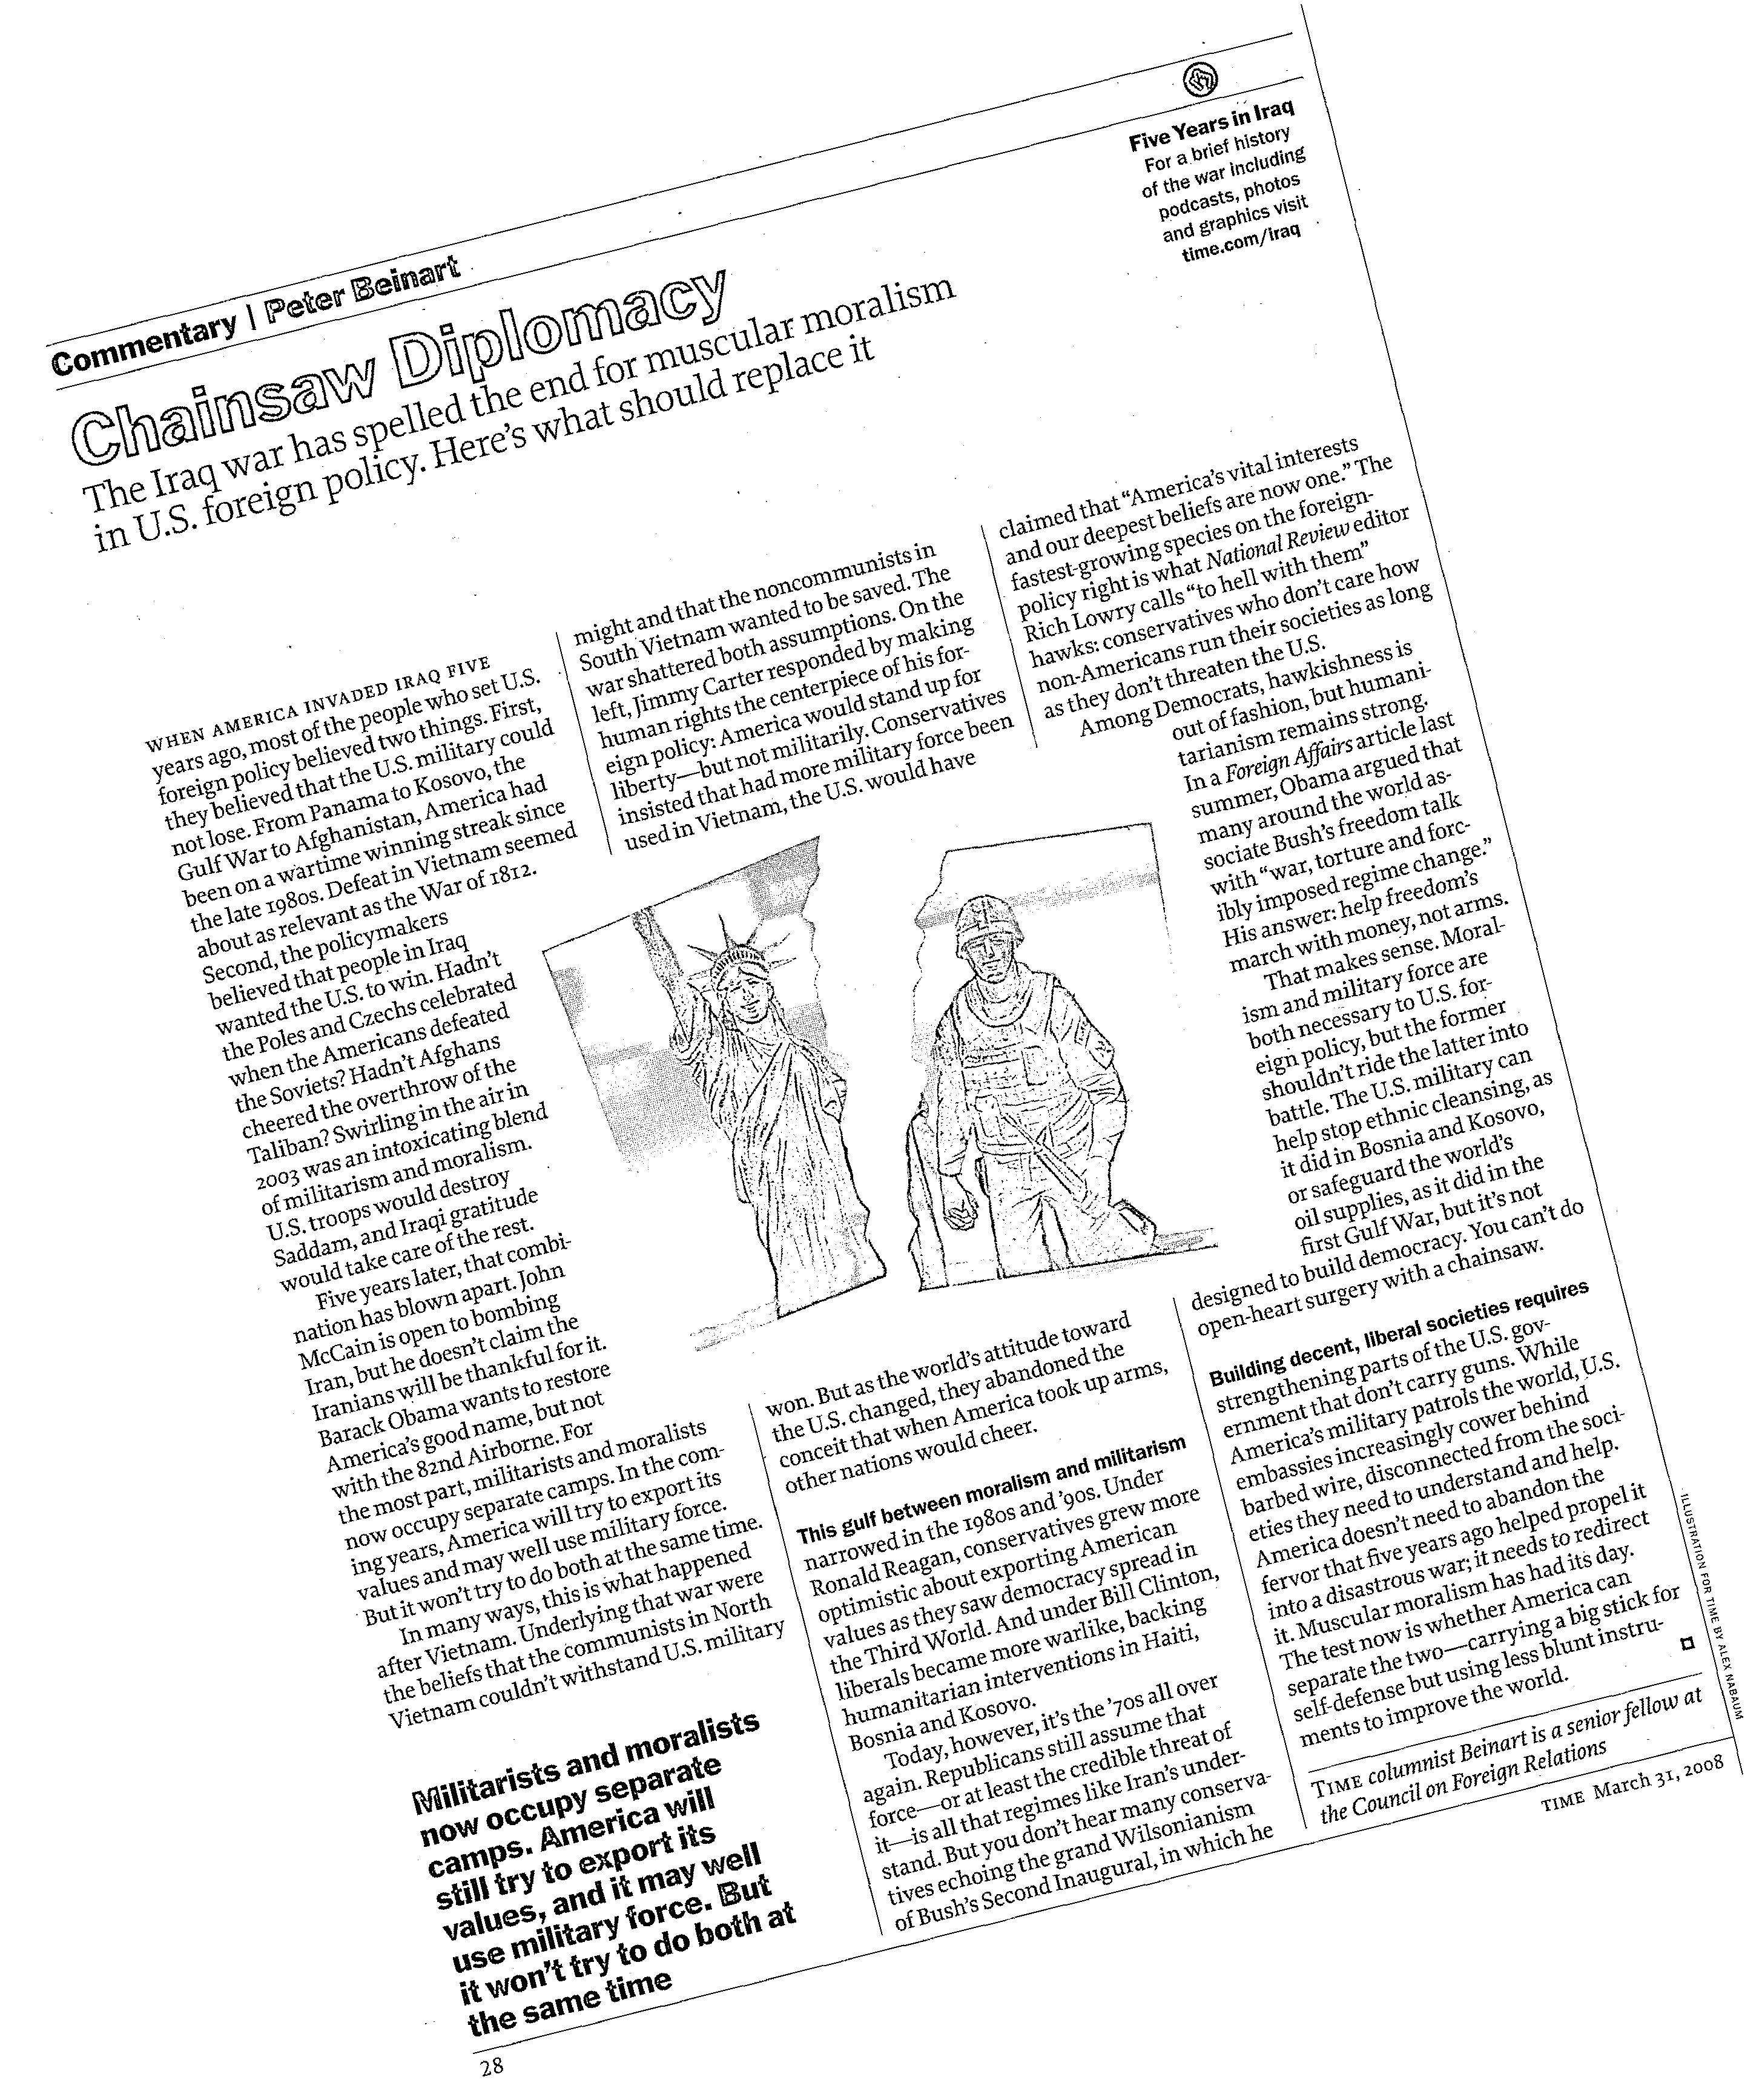 Commentary | Peter Beinart
Chainsaw Diplomacy
The Iraq war has spelled the end for muscular moralism
in U.S. foreign policy. Here's what should replace it
Five Years in Iraq
For a brief history
of the war including
podcasts, photos
and graphics visit
time.com/iraq
WHEN AMERICA INVADED IRAQ FIVE
years ago, most of the people who set U.S.
foreign policy believed two things. First,
they believed that the U.S. military could
not lose. From Panama to Kosovo, the
Gulf War to Afghanistan, America had
been on a wartime winning streak since
the late 1980s. Defeat in Vietnam seemed
about as relevant as the War of 1812.
Second, the policymakers
believed that people in Iraq
wanted the U.S. to win. Hadn't
the Poles and Czechs celebrated
when the Americans defeated
the Soviets? Hadn't Afghans
cheered the overthrow of the
Taliban? Swirling in the air in
2003 was an intoxicating blend
of militarism and moralism.
U.S. troops would destroy
Saddam, and Iraqi gratitude
would take care of the rest.
Five years later, that combi-
nation has blown apart. John
McCain is open to bombing
Iran, but he doesn't claim the
Iranians will be thankful for it.
Barack Obama wants to restore
America's good name, but not
with the 82nd Airborne. For
the most part, militarists and moralists
now occupy separate camps. In the com-
ing years, America will try to export its
values and may well use military force.
But it won't try to do both at the same time.
In many ways, this is what happened
after Vietnam. Underlying that war were
the beliefs that the communists in North
Vietnam couldn't withstand U.S. military
Militarists and moralists
now occupy separate
camps. America will
still try to export its
values, and it may well
use military force. But
it won't try to do both at
the same time
might and that the noncommunists in
South Vietnam wanted to be saved. The
war shattered both assumptions. On the
left, Jimmy Carter responded by making
human rights the centerpiece of his for-
eign policy: America would stand up for
liberty—but not militarily. Conservatives
insisted that had more military force been
used in Vietnam, the U.S. would have
won. But as the world's attitude toward
the U.S. changed, they abandoned the
conceit that when America took up arms,
other nations would cheer.
This gulf between moralism and militarism
narrowed in the 1980s and '90s. Under
Ronald Reagan, conservatives grew more
optimistic about exporting American
values as they saw democracy spread in
the Third World. And under Bill Clinton,
liberals became more warlike, backing
humanitarian interventions in Haiti,
Bosnia and Kosovo.
Today, however, it's the '70s all over
again. Republicans still assume that
force—or at least the credible threat of
it—is all that regimes like Iran's under-
stand. But you don't hear many conserva-
tives echoing the grand Wilsonianism
of Bush's Second Inaugural, in which he
claimed that "America's vital interests
and our deepest beliefs are now one." The
fastest-growing species on the foreign-
policy right is what National Review editor
Rich Lowry calls "to hell with them"
hawks: conservatives who don't care how
non-Americans run their societies as long
as they don't threaten the U.S.
Among Democrats, hawkishness is
out of fashion, but humani-
tarianism remains strong.
In a Foreign Affairs article last
summer, Obama argued that
many around the world as-
sociate Bush's freedom talk
with "war, torture and forc-
ibly imposed regime change."
His answer: help freedom's
march with money, not arms.
That makes sense. Moral-
ism and military force are
both necessary to U.S. for-
eign policy, but the former
shouldn't ride the latter into
battle. The U.S. military can
help stop ethnic cleansing, as
it did in Bosnia and Kosovo,
or safeguard the world's
oil supplies, as it did in the
first Gulf War, but it's not
designed to build democracy. You can't do
open-heart surgery with a chainsaw.
Building decent, liberal societies requires
strengthening parts of the U.S. gov-
ernment that don't carry guns. While
America's military patrols the world, U.S.
embassies increasingly cower behind
barbed wire, disconnected from the soci-
eties they need to understand and help.
America doesn't need to abandon the
fervor that five years ago helped propel it
into a disastrous war; it needs to redirect
it. Muscular moralism has had its day.
The test now is whether America can
separate the two—carrying a big stick for
self-defense but using less blunt instru-
ments to improve the world.
TIME columnist Beinart is a senior fellow at
the Council on Foreign Relations
ILLUSTRATION FOR TIME BY ALEX NABAUM
28
TIME March 31, 2008